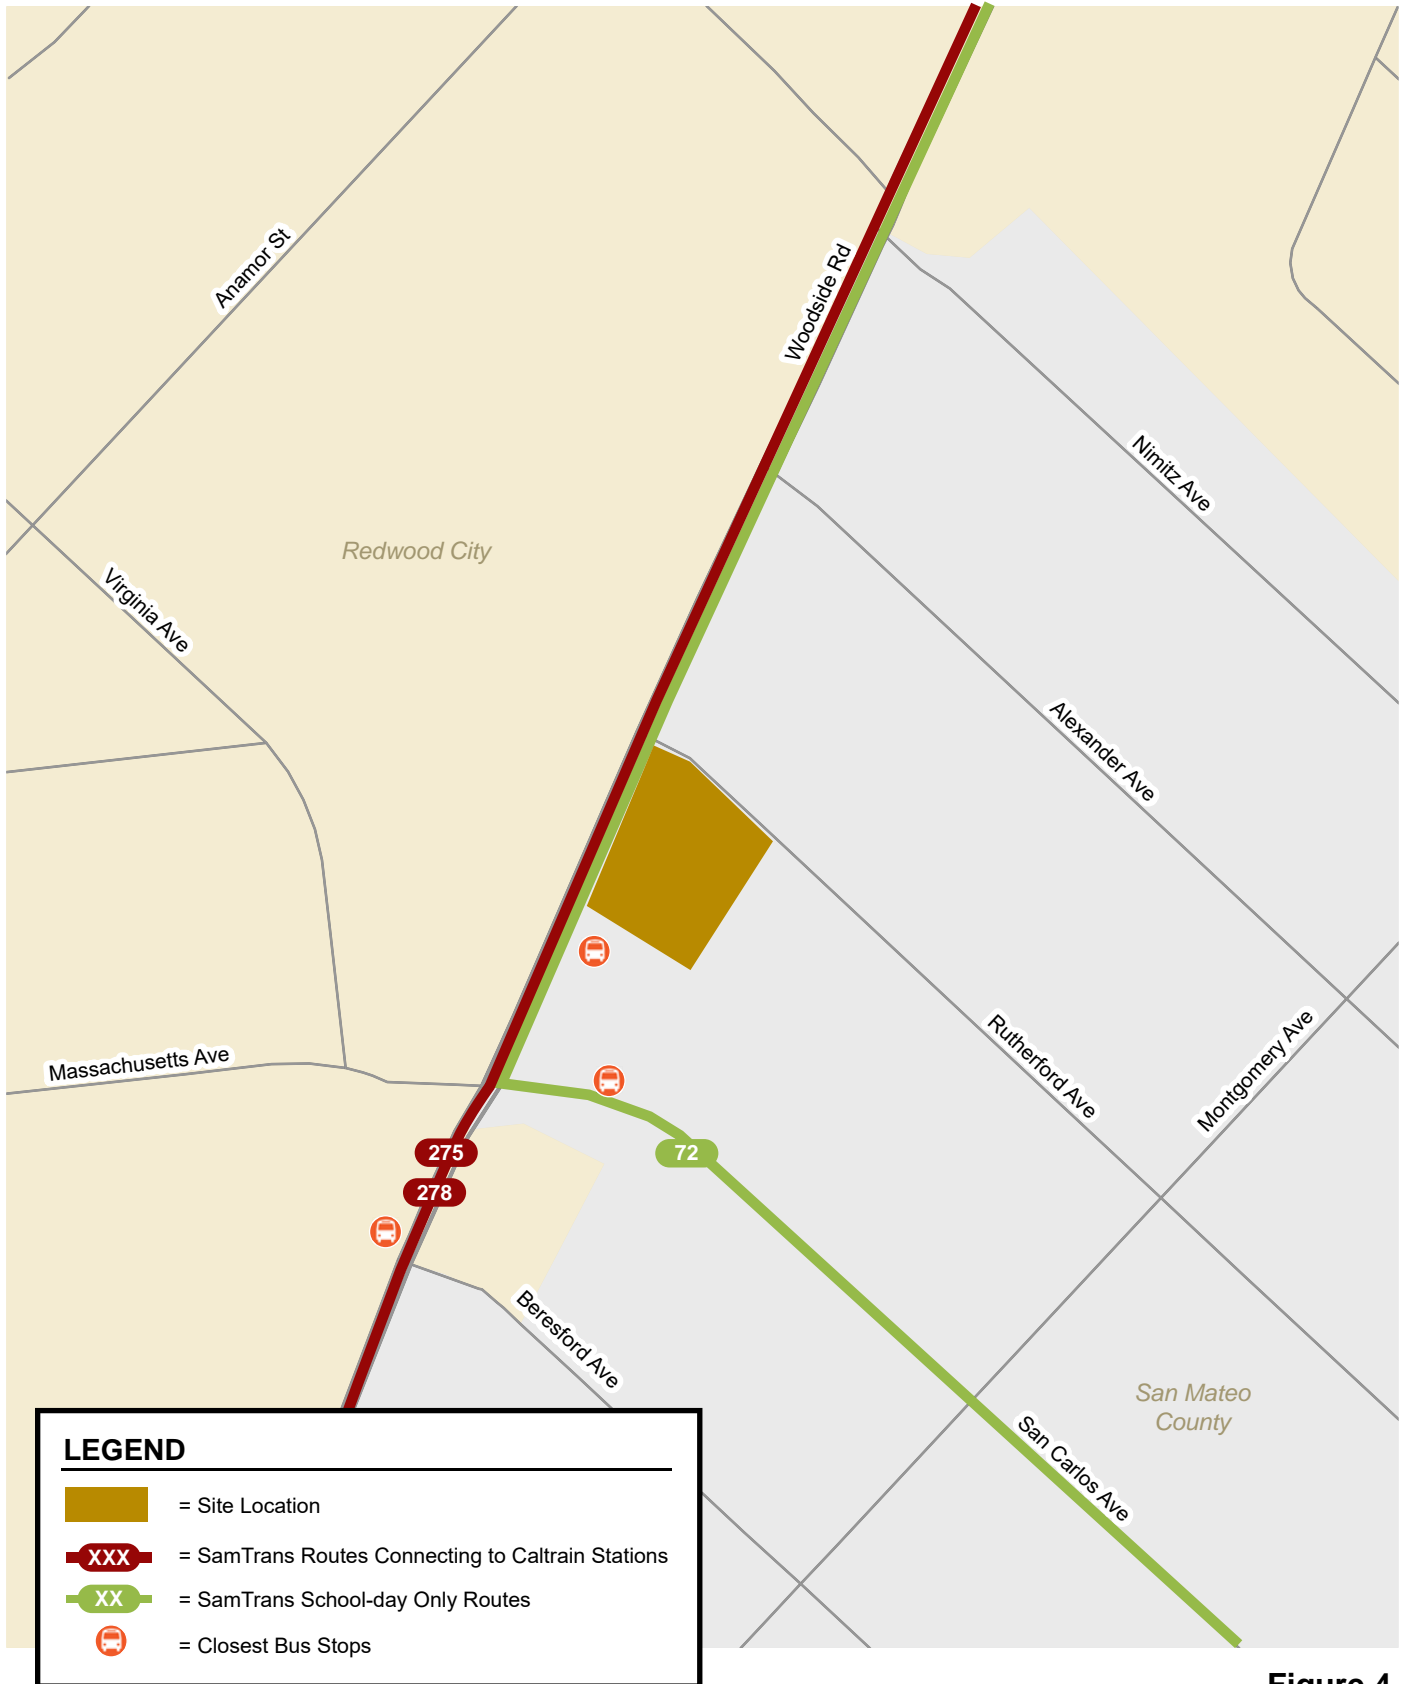 Anamor St
Woodside Rd
Nimitz Ave
Redwood City
Virginia Ave
Alexander Ave
Rutherford Ave
Montgomery Ave
Massachusetts Ave
275
72
278
Beresford Ave
San Mateo
County
San Carlos Ave
LEGEND
= Site Location
XXX = SamTrans Routes Connecting to Caltrain Stations
XX = SamTrans School-day Only Routes
= Closest Bus Stops
Figure 4